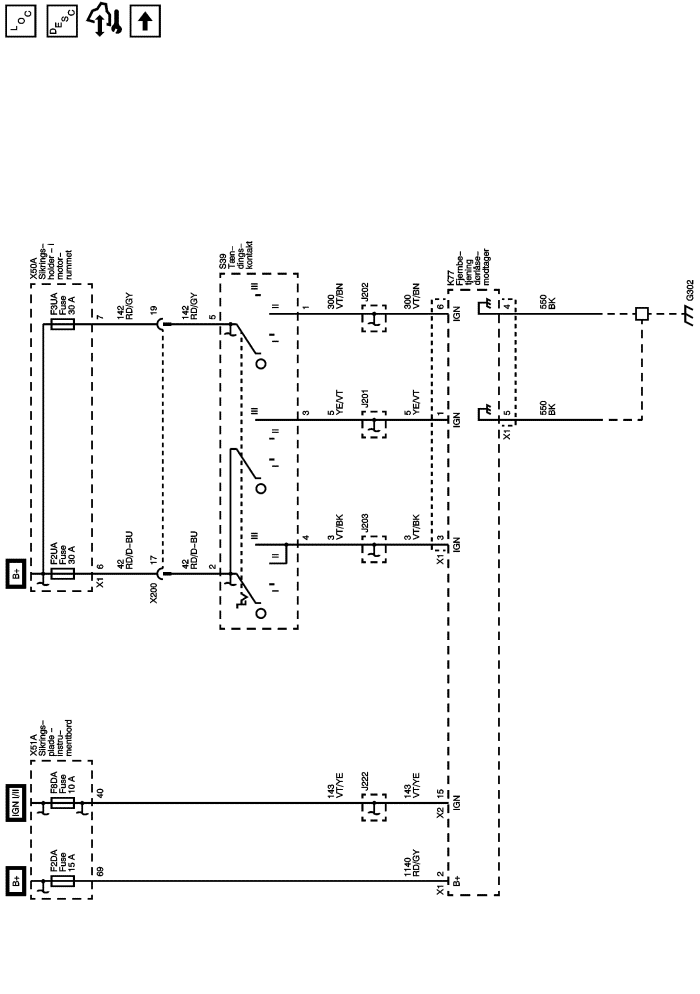 LOC
DESC
X50A
Sikrings-
holder – i
motor-
rummet
F3UA
Fuse
30 A
7
142
RD/GY
19
142
RD/GY
5
S39
Tæn-
dings-
kontakt
III
II
I
1
300
VT/BN
J202
300
VT/BN
6
IGN
K77
Fjernbe-
tjening
dørlåse-
modtager
4
550
BK
G302
III
II
I
3
5
YE/VT
J201
5
YE/VT
1
IGN
5
X1
550
BK
B+
F2UA
Fuse
30 A
6
X1
42
RD/D-BU
17
X200
42
RD/D-BU
2
III
II
I
4
3
VT/BK
J203
3
VT/BK
3
X1
IGN
X51A
Sikrings-
plade -
instru-
mentbord
IGN I/II
F8DA
Fuse
10 A
40
143
VT/YE
J222
143
VT/YE
15
X2
IGN
B+
F2DA
Fuse
15 A
69
1140
RD/GY
2
X1
B+